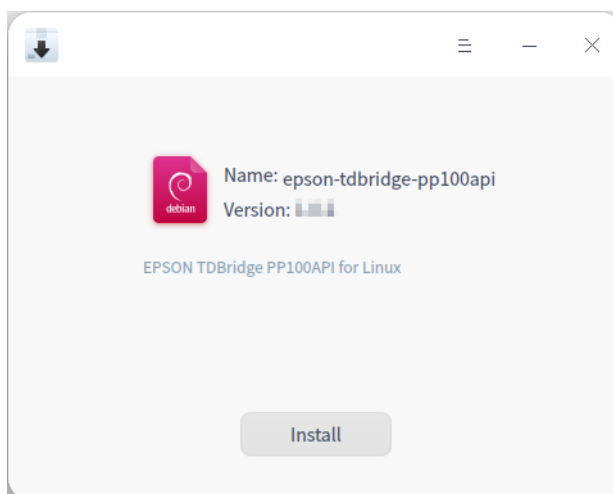 Name: epson-tdbridge-pp100api
debian
Version:
EPSON TDBridge PP100API for Linux
Install